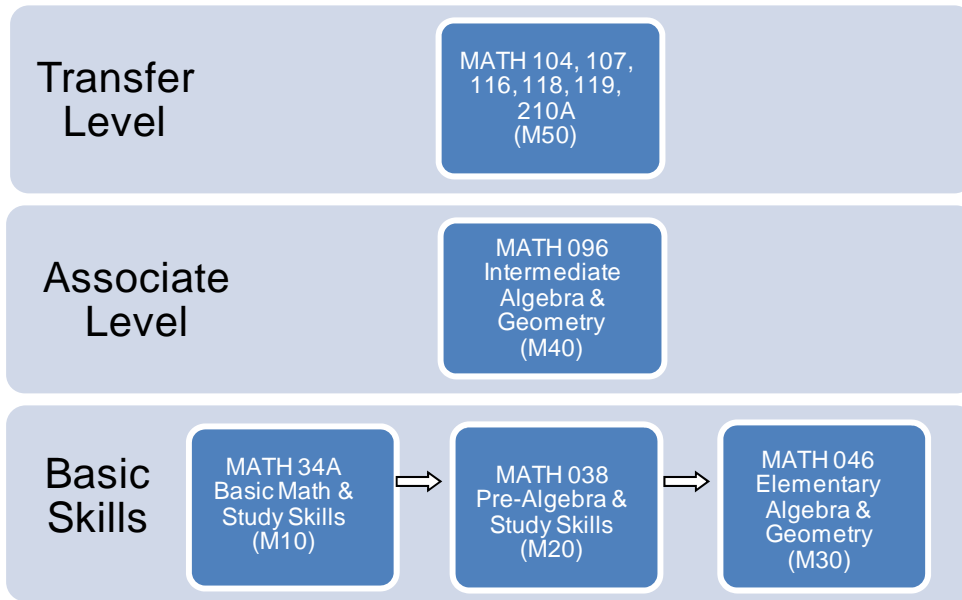 Transfer
Level
MATH 104, 107,
116, 118, 119,
210A
(M50)
Associate
Level
MATH 096
Intermediate
Algebra &
Geometry
(M40)
Basic
Skills
MATH 34A
Basic Math &
Study Skills
(M10)
MATH 038
Pre-Algebra &
Study Skills
(M20)
MATH 046
Elementary
Algebra &
Geometry
(M30)